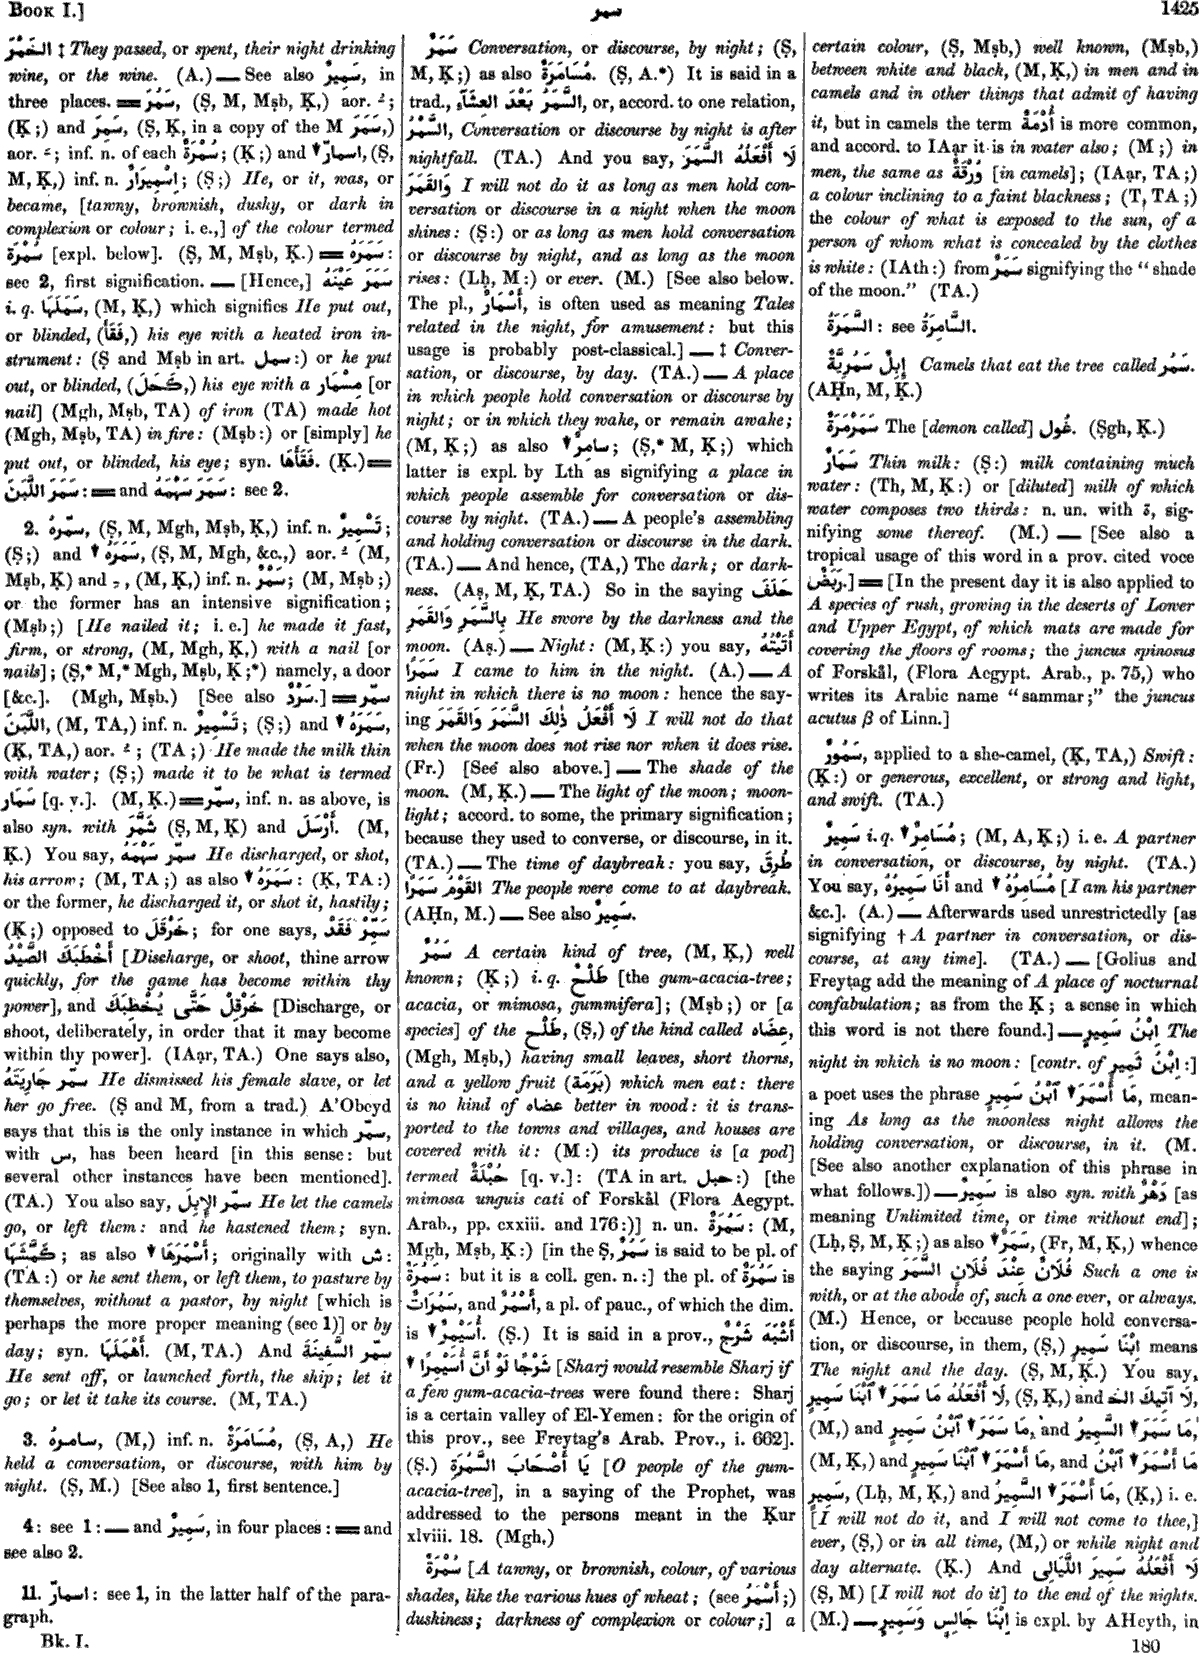 BOOK I.]
سمر
1425
الخَمْرَ ‡ They passed, or spent, their night drinking
wine, or the wine. (A.) — See also سَمِيرٌ, in
three places. = سَمُرَ, (Ṣ, M, Mṣb, Ḳ,) aor. ـُ ;
(Ḳ;) and سَمِرَ, (Ṣ, Ḳ, in a copy of the M سَمَرَ,)
aor. ـَ ; inf. n. of each سُمْرَةٌ; (Ḳ;) and ▾ اسمارّ, (Ṣ,
M, Ḳ,) inf. n. اِسْمِيرَارٌ; (Ṣ;) He, or it, was, or
became, [tawny, brownish, dusky, or dark in
complexion or colour; i. e.,] of the colour termed
سُمْرَةٌ [expl. below]. (Ṣ, M, Mṣb, Ḳ.) = سَمَرَهُ :
see 2, first signification. — [Hence,] سَمَرَ عَيْنَهُ
i. q. سَمَلَهَا, (M, Ḳ,) which signifies He put out,
or blinded, (فَقَأَ,) his eye with a heated iron in-
strument: (Ṣ and Mṣb in art. سمل:) or he put
out, or blinded, (كَحَلَ,) his eye with a مِسْمَار [or
nail] (Mgh, Mṣb, TA) of iron (TA) made hot
(Mgh, Mṣb, TA) in fire: (Mṣb:) or [simply] he
put out, or blinded, his eye; syn. فَقَأَهَا. (Ḳ.) =
سَمَرَ اللَّبَنَ : = and سَمَرَ سَهْمَهُ : see 2.
2. سمّرهُ, (Ṣ, M, Mgh, Mṣb, Ḳ,) inf. n. تَسْمِيرٌ;
(Ṣ;) and ▾ سَمَرَهُ, (Ṣ, M, Mgh, &c.,) aor. ـُ (M,
Mṣb, Ḳ) and ـِ , (M, Ḳ,) inf. n. سَمْرٌ; (M, Mṣb;)
or the former has an intensive signification;
(Mṣb;) [He nailed it; i. e.] he made it fast,
firm, or strong, (M, Mgh, Ḳ,) with a nail [or
nails]; (Ṣ,* M,* Mgh, Mṣb, Ḳ;*) namely, a door
[&c.]. (Mgh, Mṣb.) [See also سَرْدٌ.] = سمّر
اللَّبَنَ, (M, TA,) inf. n. تَسْمِيرٌ; (Ṣ;) and ▾ سَمَرَهُ,
(Ḳ, TA,) aor. ـُ ; (TA;) He made the milk thin
with water; (Ṣ;) made it to be what is termed
سَمَار [q. v.]. (M, Ḳ.) = سمّر, inf. n. as above, is
also syn. with شَمَّرَ (Ṣ, M, Ḳ) and أَرْسَلَ. (M,
Ḳ.) You say, سمّر سَهْمَهُ He discharged, or shot,
his arrow; (M, TA;) as also ▾ سَمَرَهُ : (Ḳ, TA:)
or the former, he discharged it, or shot it, hastily;
(Ḳ;) opposed to خَرْقَلَ; for one says, سَمِّرْ فَقَدْ
أَخْطَبَكَ الصَّيْدُ [Discharge, or shoot, thine arrow
quickly, for the game has become within thy
power], and خَرْقِلْ حَتَّى يُخْطِبَكَ [Discharge, or
shoot, deliberately, in order that it may become
within thy power]. (IAạr, TA.) One says also,
سمّر جَارِيَتَهُ He dismissed his female slave, or let
her go free. (Ṣ and M, from a trad.) A'Obeyd
says that this is the only instance in which سمّر,
with س, has been heard [in this sense: but
several other instances have been mentioned].
(TA.) You also say, سمّر الإِبِلَ He let the camels
go, or left them: and he hastened them; syn.
كَمَّشَهَا; as also ▾ أَسْمَرَهَا; originally with ش:
(TA:) or he sent them, or left them, to pasture by
themselves, without a pastor, by night [which is
perhaps the more proper meaning (see 1)] or by
day; syn. أَهْمَلَهَا. (M, TA.) And سمّر السَّفِينَةَ
He sent off, or launched forth, the ship; let it
go; or let it take its course. (M, TA.)
3. سامرهُ, (M,) inf. n. مُسَامَرَةٌ, (Ṣ, A,) He
held a conversation, or discourse, with him by
night. (Ṣ, M.) [See also 1, first sentence.]
4: see 1: — and سَمِيرٌ, in four places: = and
see also 2.
11. اسمارّ: see 1, in the latter half of the para-
graph.
Bk. I.
سَمَرٌ Conversation, or discourse, by night; (Ṣ,
M, Ḳ;) as also مُسَامَرَةٌ. (Ṣ, A.*) It is said in a
trad., السَّمَرُ بَعْدَ العِشَآءِ, or, accord. to one relation,
السَّمْرُ, Conversation or discourse by night is after
nightfall. (TA.) And you say, لَا أَفْعَلُهُ السَّمَرَ
وَالقَمَرَ I will not do it as long as men hold con-
versation or discourse in a night when the moon
shines: (Ṣ:) or as long as men hold conversation
or discourse by night, and as long as the moon
rises: (Lḥ, M:) or ever. (M.) [See also below.
The pl., أَسْمَارٌ, is often used as meaning Tales
related in the night, for amusement: but this
usage is probably post-classical.] — ‡ Conver-
sation, or discourse, by day. (TA.) — A place
in which people hold conversation or discourse by
night; or in which they wake, or remain awake;
(M, Ḳ;) as also ▾ سَامِرٌ; (Ṣ,* M, Ḳ;) which
latter is expl. by Lth as signifying a place in
which people assemble for conversation or dis-
course by night. (TA.) — A people's assembling
and holding conversation or discourse in the dark.
(TA.) — And hence, (TA,) The dark; or dark-
ness. (Aṣ, M, Ḳ, TA.) So in the saying حَلَفَ
بِالسَّمَرِ وَالقَمَرِ He swore by the darkness and the
moon. (Aṣ.) — Night: (M, Ḳ:) you say, أَتَيْتُهُ
سَمَرًا I came to him in the night. (A.) — A
night in which there is no moon: hence the say-
ing لَا أَفْعَلُ ذٰلِكَ السَّمَرَ وَالقَمَرَ I will not do that
when the moon does not rise nor when it does rise.
(Fr.) [See also above.] — The shade of the
moon. (M, Ḳ.) — The light of the moon; moon-
light; accord. to some, the primary signification;
because they used to converse, or discourse, in it.
(TA.) — The time of daybreak: you say, طُرِقَ
القَوْمُ سَمَرًا The people were come to at daybreak.
(AḤn, M.) — See also سَمِيرٌ.
سَمُرٌ A certain kind of tree, (M, Ḳ,) well
known; (Ḳ;) i. q. طَلْحٌ [the gum-acacia-tree;
acacia, or mimosa, gummifera]; (Mṣb;) or [a
species] of the طَلْح, (Ṣ,) of the kind called عِضَاه,
(Mgh, Mṣb,) having small leaves, short thorns,
and a yellow fruit (بَرَمَة) which men eat: there
is no kind of عضاه better in wood: it is trans-
ported to the towns and villages, and houses are
covered with it: (M:) its produce is [a pod]
termed حُبْلَةٌ [q. v.]: (TA in art. حبل:) [the
mimosa unguis cati of Forskål (Flora Aegypt.
Arab., pp. cxxiii. and 176:)] n. un. سَمُرَةٌ: (M,
Mgh, Mṣb, Ḳ:) [in the Ṣ, سَمُرٌ is said to be pl. of
سَمُرَةٌ: but it is a coll. gen. n.:] the pl. of سَمُرَةٌ is
سَمُرَاتٌ, and أَسْمُرٌ, a pl. of pauc., of which the dim.
is ▾ أُسَيْمِرٌ. (Ṣ.) It is said in a prov., أَشْبَهَ شَرْجٌ
شَرْجًا لَوْ أَنَّ أُسَيْمِرًا ▾ [Sharj would resemble Sharj if
a few gum-acacia-trees were found there: Sharj
is a certain valley of El-Yemen: for the origin of
this prov., see Freytag's Arab. Prov., i. 662].
(Ṣ.) يَا أَصْحَابَ السَّمُرَةِ [O people of the gum-
acacia-tree], in a saying of the Prophet, was
addressed to the persons meant in the Ḳur
xlviii. 18. (Mgh.)
سُمْرَةٌ [A tawny, or brownish, colour, of various
shades, like the various hues of wheat; (see أَسْمَرُ;)
duskiness; darkness of complexion or colour;] a
certain colour, (Ṣ, Mṣb,) well known, (Mṣb,)
between white and black, (M, Ḳ,) in men and in
camels and in other things that admit of having
it, but in camels the term أُدْمَةٌ is more common,
and accord. to IAạr it is in water also; (M;) in
men, the same as وُرْقَةٌ [in camels]; (IAạr, TA;)
a colour inclining to a faint blackness; (T, TA;)
the colour of what is exposed to the sun, of a
person of whom what is concealed by the clothes
is white: (IAth:) from سَمَرٌ signifying the "shade
of the moon." (TA.)
السَّمَرَةُ: see السَّامِرَةُ.
إِبِلٌ سَمُرِيَّةٌ Camels that eat the tree called سَمُر.
(AḤn, M, Ḳ.)
سَمَرْمَرَةٌ The [demon called] غُول. (Ṣgh, Ḳ.)
سَمَارٌ Thin milk: (Ṣ:) milk containing much
water: (Th, M, Ḳ:) or [diluted] milk of which
water composes two thirds: n. un. with ة, sig-
nifying some thereof. (M.) — [See also a
tropical usage of this word in a prov. cited voce
رَبَضٌ.] = [In the present day it is also applied to
A species of rush, growing in the deserts of Lower
and Upper Egypt, of which mats are made for
covering the floors of rooms; the juncus spinosus
of Forskål, (Flora Aegypt. Arab., p. 75,) who
writes its Arabic name "sammar;" the juncus
acutus β of Linn.]
سَمُورٌ, applied to a she-camel, (Ḳ, TA,) Swift:
(Ḳ:) or generous, excellent, or strong and light,
and swift. (TA.)
سَمِيرٌ i. q. ▾ مُسَامِرٌ; (M, A, Ḳ;) i. e. A partner
in conversation, or discourse, by night. (TA.)
You say, أَنَا سَمِيرُهُ and ▾ مُسَامِرُهُ [I am his partner
&c.]. (A.) — Afterwards used unrestrictedly [as
signifying † A partner in conversation, or dis-
course, at any time]. (TA.) — [Golius and
Freytag add the meaning of A place of nocturnal
confabulation; as from the Ḳ; a sense in which
this word is not there found.] — اِبْنُ سَمِيرٍ The
night in which is no moon: [contr. of اِبْنُ ثَمِيرٍ:]
a poet uses the phrase مَا أَسْمَرَ ▾ ٱبْنُ سَمِيرٍ, mean-
ing As long as the moonless night allows the
holding conversation, or discourse, in it. (M.
[See also another explanation of this phrase in
what follows.]) — سَمِيرٌ is also syn. with دَهْرٌ [as
meaning Unlimited time, or time without end];
(Lḥ, Ṣ, M, Ḳ;) as also ▾ سَمَرٌ, (Fr, M, Ḳ,) whence
the saying فُلَانٌ عِنْدَ فُلَانٍ السَّمَرَ Such a one is
with, or at the abode of, such a one ever, or always.
(M.) Hence, or because people hold conversa-
tion, or discourse, in them, (Ṣ,) اِبْنَا سَمِيرٍ means
The night and the day. (Ṣ, M, Ḳ.) You say,
لَا أَفْعَلُهُ مَا سَمَرَ ▾ ٱبْنَا سَمِيرٍ, (Ṣ, Ḳ,) and لَا آتِيكَ الخ,
(M,) and مَا سَمَرَ ▾ ٱبْنُ سَمِيرٍ, and مَا سَمَرَ ▾ السَّمِيرُ,
(M, Ḳ,) and مَا أَسْمَرَ ▾ ٱبْنَا سَمِيرٍ, and مَا أَسْمَرَ ▾ ٱبْنُ
سَمِيرٍ, (Lḥ, M, Ḳ,) and مَا أَسْمَرَ ▾ السَّمِيرُ, (Ḳ,) i. e.
[I will not do it, and I will not come to thee,]
ever, (Ṣ,) or in all time, (M,) or while night and
day alternate. (Ḳ.) And لَا أَفْعَلُهُ سَمِيرَ اللَّيَالِى
(Ṣ, M) [I will not do it] to the end of the nights.
(M.) — اِبْنَا جَالِسٍ وَسَمِيرٍ is expl. by AHeyth, in
180